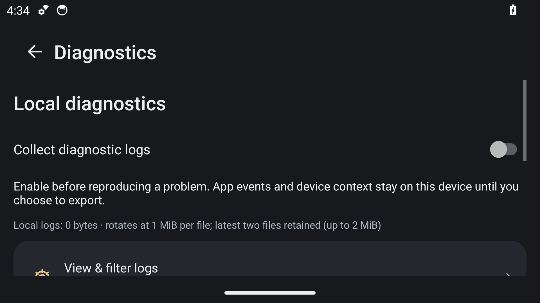 4:34
Diagnostics
Local diagnostics
Collect diagnostic logs
Enable before reproducing a problem. App events and device context stay on this device until you
choose to export.
Local logs: 0 bytes · rotates at 1 MiB per file; latest two files retained (up to 2 MiB)
View & filter logs